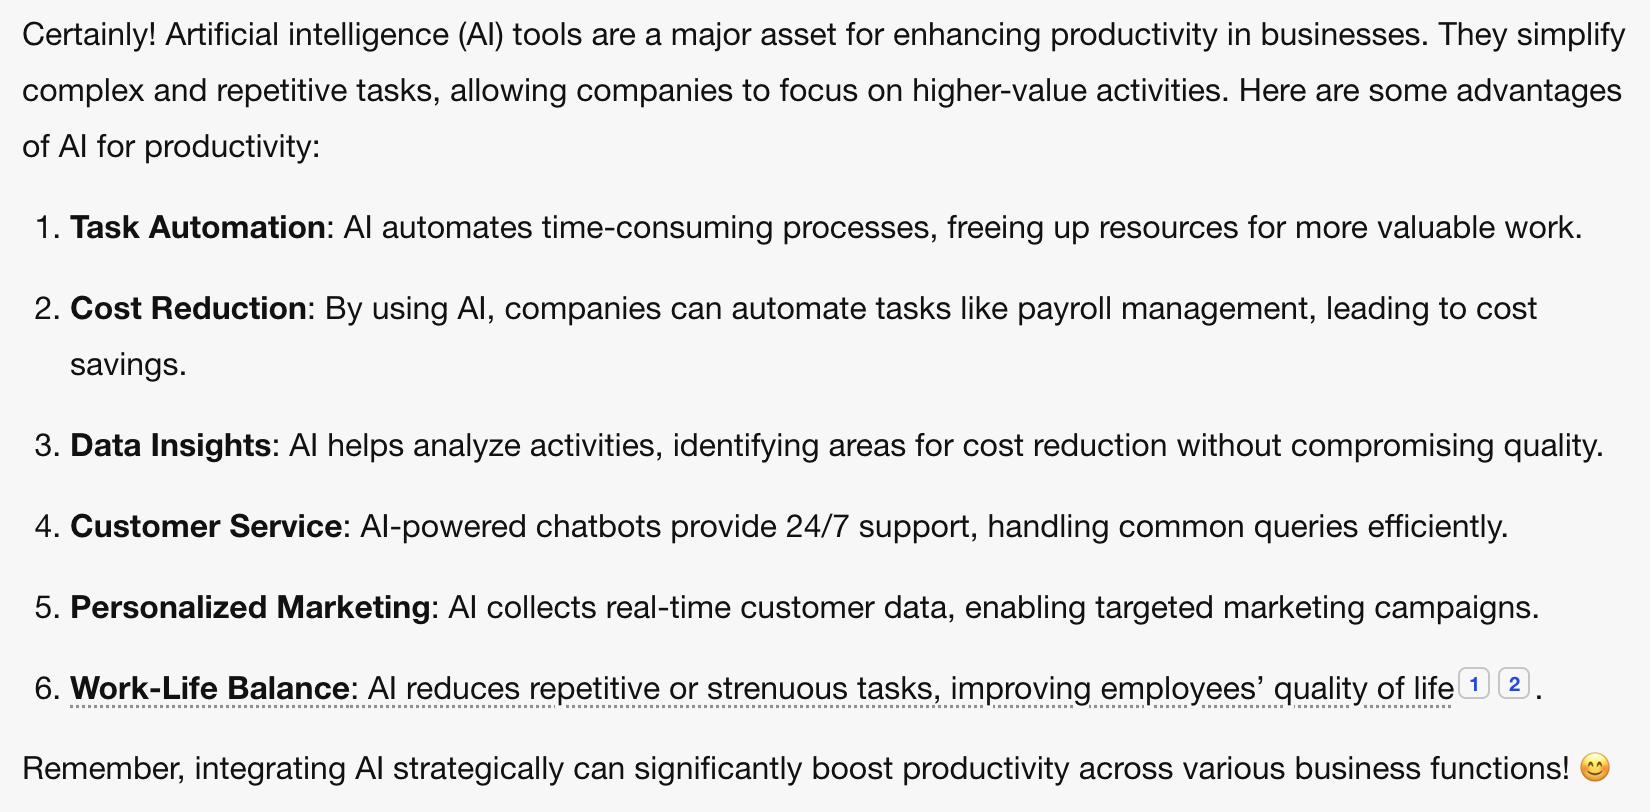 Certainly! Artificial intelligence (AI) tools are a major asset for enhancing productivity in businesses. They simplify
complex and repetitive tasks, allowing companies to focus on higher-value activities. Here are some advantages
of AI for productivity:
1. Task Automation: AI automates time-consuming processes, freeing up resources for more valuable work.
2. Cost Reduction: By using AI, companies can automate tasks like payroll management, leading to cost
savings.
3. Data Insights: AI helps analyze activities, identifying areas for cost reduction without compromising quality.
4. Customer Service: AI-powered chatbots provide 24/7 support, handling common queries efficiently.
5. Personalized Marketing: AI collects real-time customer data, enabling targeted marketing campaigns.
6. Work-Life Balance: AI reduces repetitive or strenuous tasks, improving employees’ quality of life 1 2 .
Remember, integrating AI strategically can significantly boost productivity across various business functions! 😊